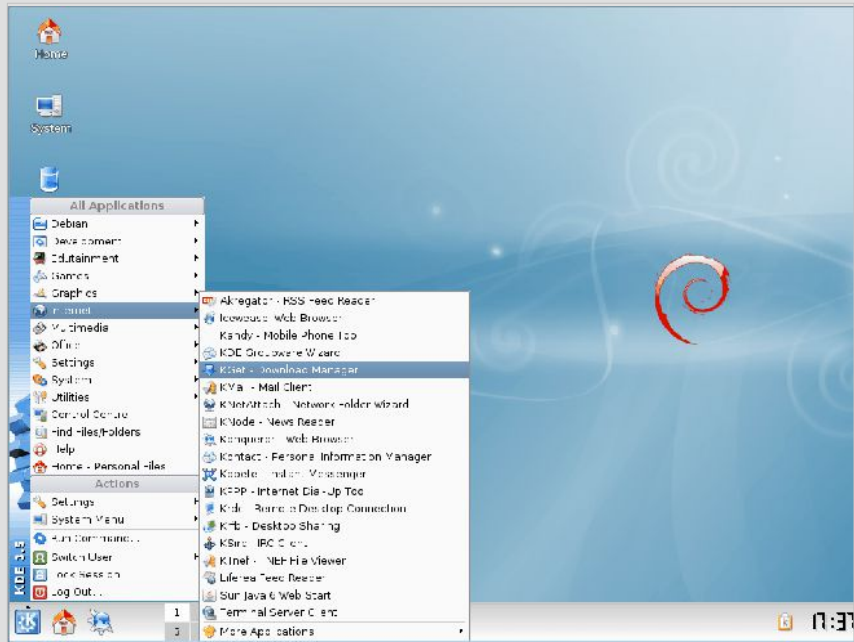 Home
System
All Applications
Debian
Development
Edutainment
Games
Graphics
Internet
Multimedia
Office
Settings
System
Utilities
Control Centre
Find Files/Folders
Help
Home - Personal Files
Actions
Settings
System Menu
Run Command...
Switch User
Lock Session
Log Out...
KDE 3.5
Akregator - RSS Feed Reader
Iceweasel Web Browser
Kandy - Mobile Phone Tool
KDE Groupware Wizard
KGet - Download Manager
KMail - Mail Client
KNetAttach - Network Folder Wizard
KNode - News Reader
Konqueror - Web Browser
Kontact - Personal Information Manager
Kopete - Instant Messenger
KPPP - Internet Dial-Up Tool
Krdc - Remote Desktop Connection
Krfb - Desktop Sharing
KSirc - IRC Client
KTnef - TNEF File Viewer
Liferea Feed Reader
Sun Java 6 Web Start
Terminal Server Client
More Applications
1
3
17:37